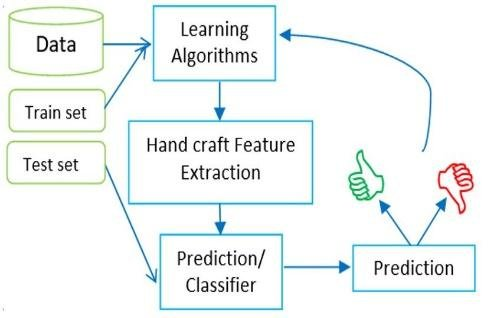 Data
Learning
Algorithms
Train set
Test set
Hand craft Feature
Extraction
Prediction/
Classifier
Prediction